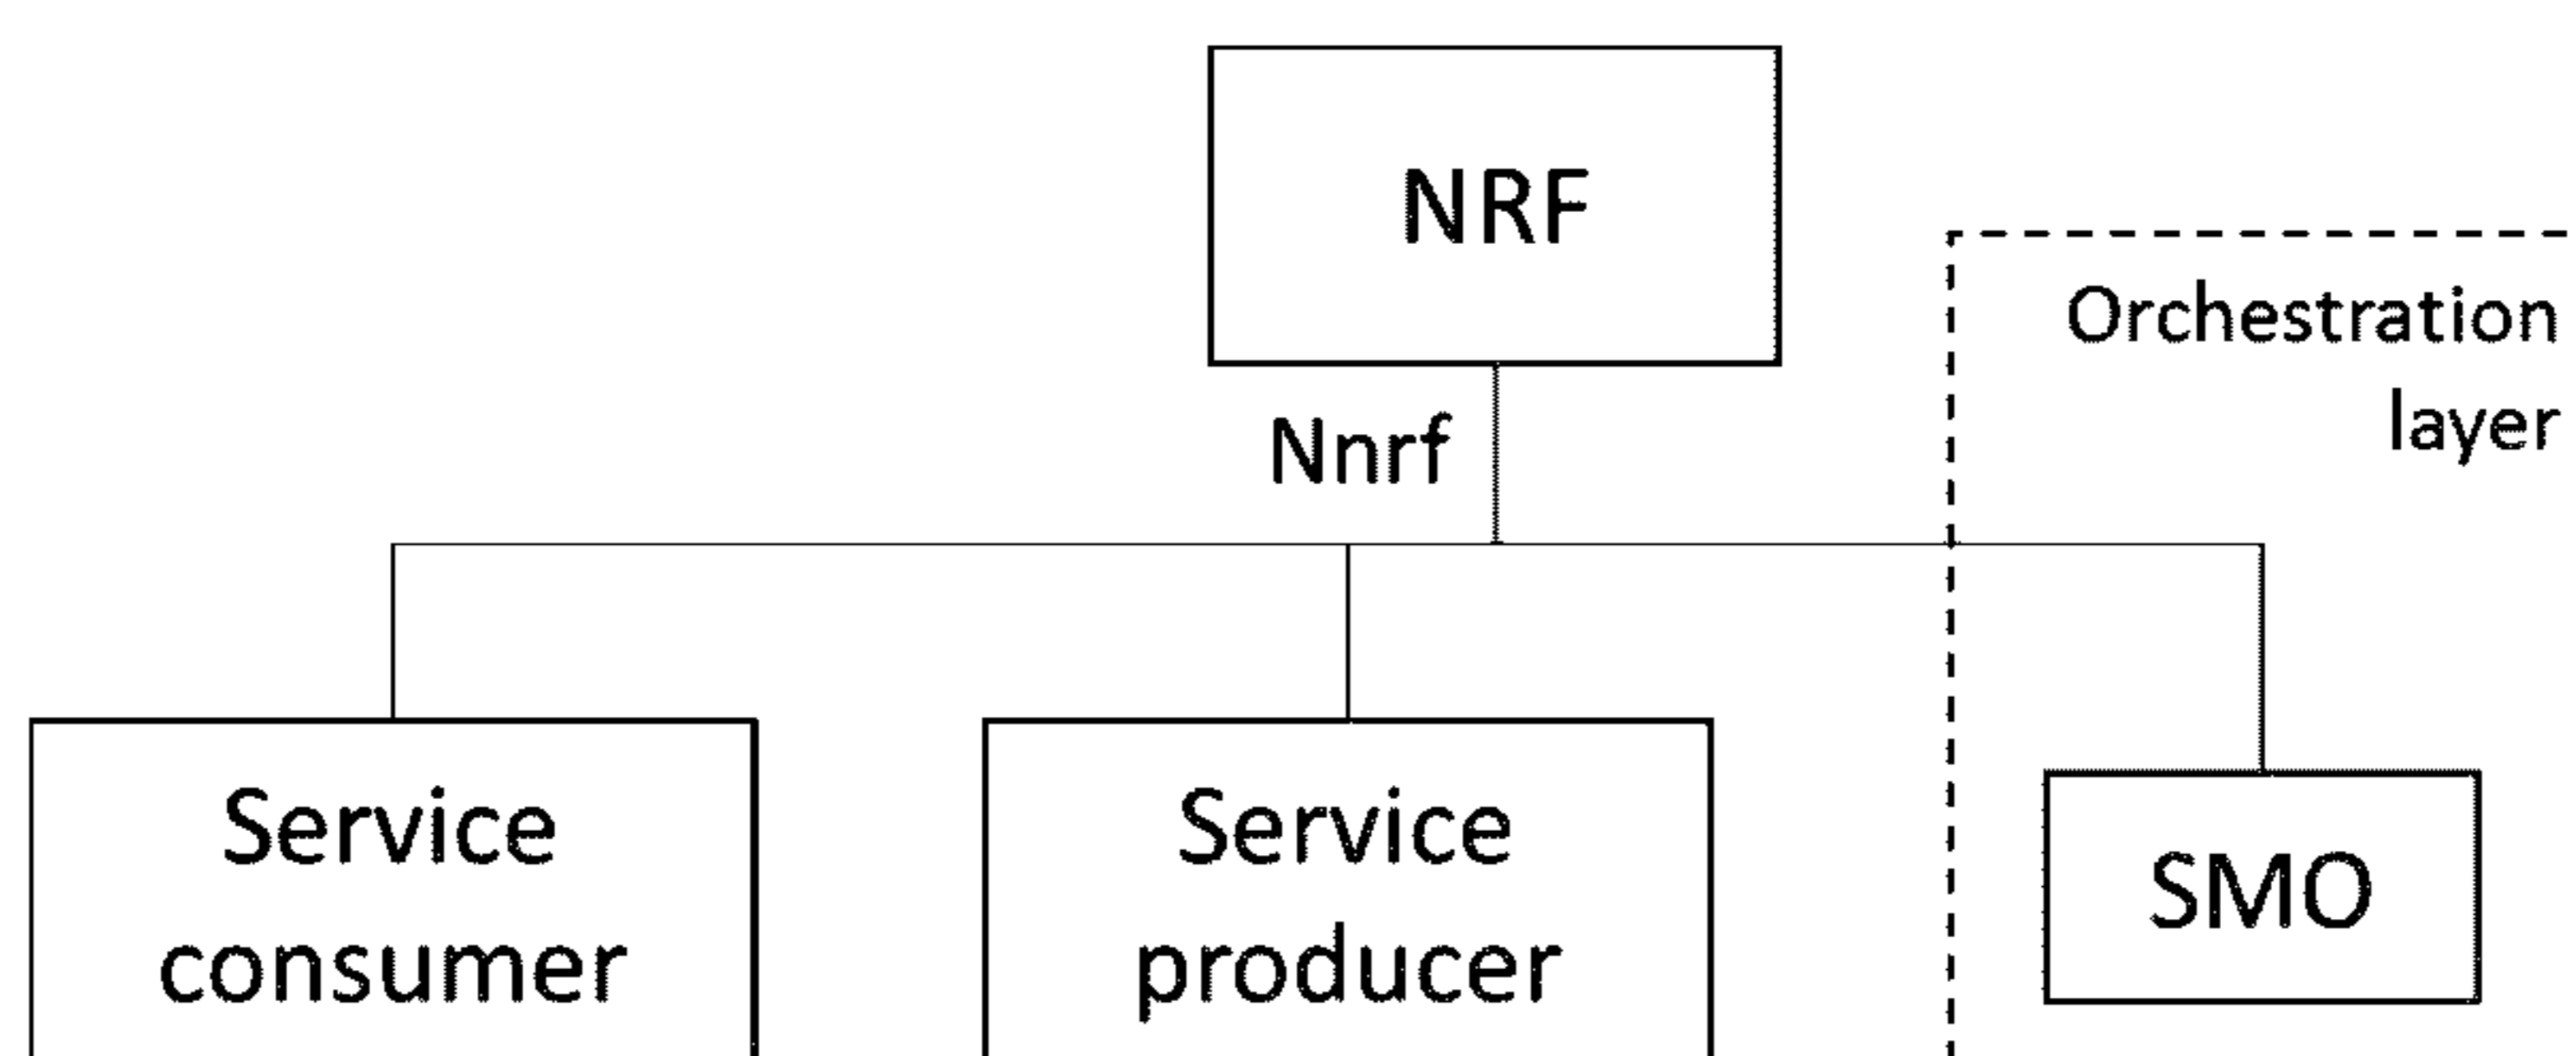 NRF
Orchestration
layer
Nnrf
Service
consumer
Service
producer
SMO